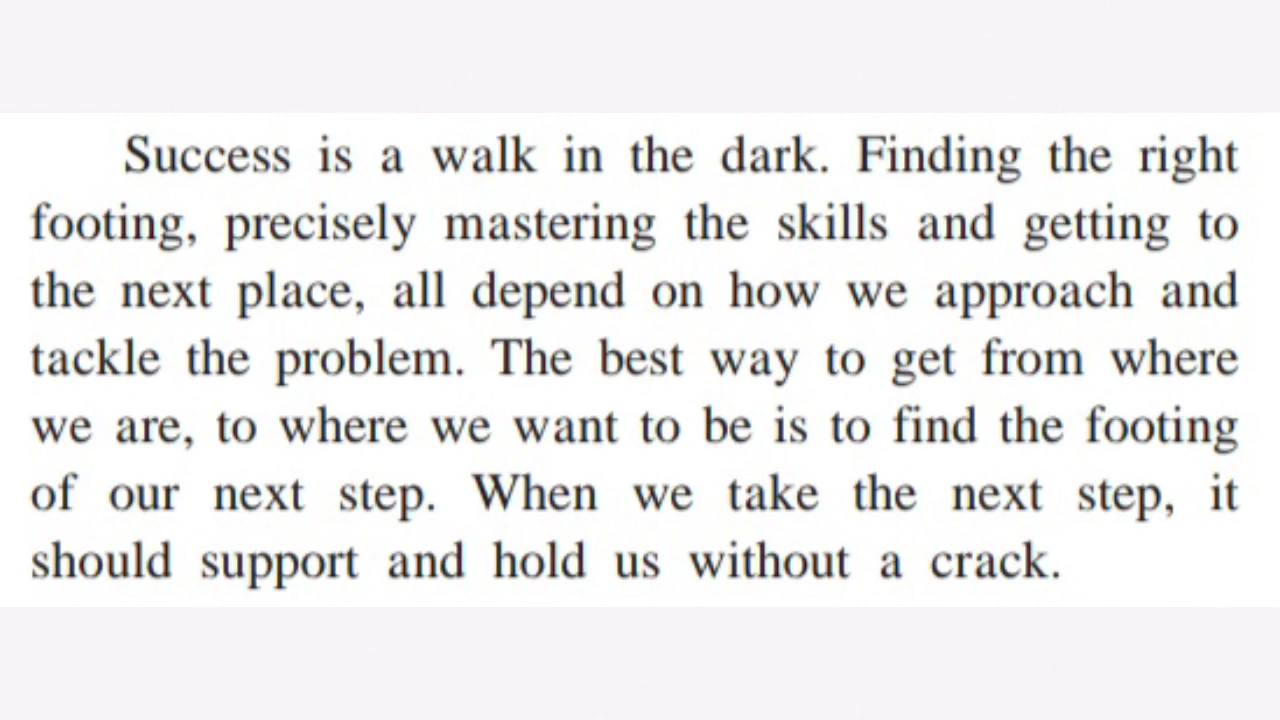 Success is a walk in the dark. Finding the right
footing, precisely mastering the skills and getting to
the next place, all depend on how we approach and
tackle the problem. The best way to get from where
we are, to where we want to be is to find the footing
of our next step. When we take the next step, it
should support and hold us without a crack.